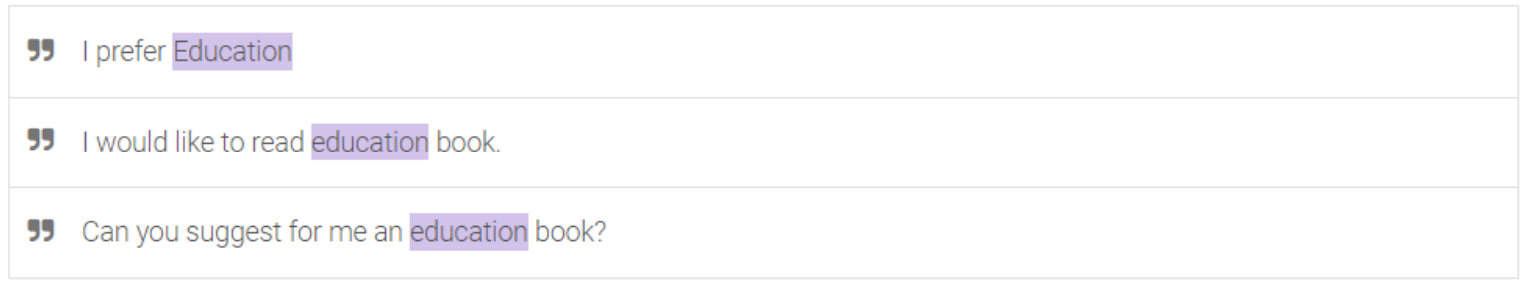 I prefer Education
I would like to read education book.
Can you suggest for me an education book?